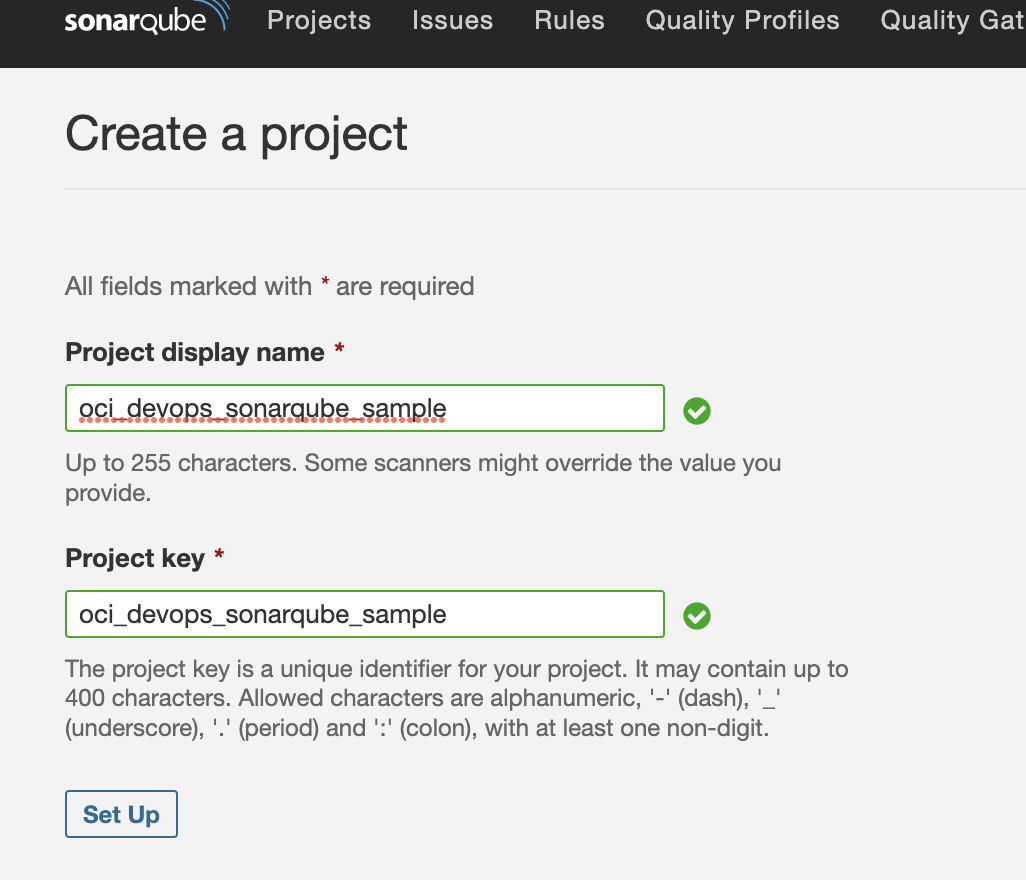 sonarqube Projects Issues Rules Quality Profiles Quality Gat
Create a project
All fields marked with * are required
Project display name *
oci_devops_sonarqube_sample
Up to 255 characters. Some scanners might override the value you
provide.
Project key *
oci_devops_sonarqube_sample
The project key is a unique identifier for your project. It may contain up to
400 characters. Allowed characters are alphanumeric, '-' (dash), '_'
(underscore), '.' (period) and ':' (colon), with at least one non-digit.
Set Up